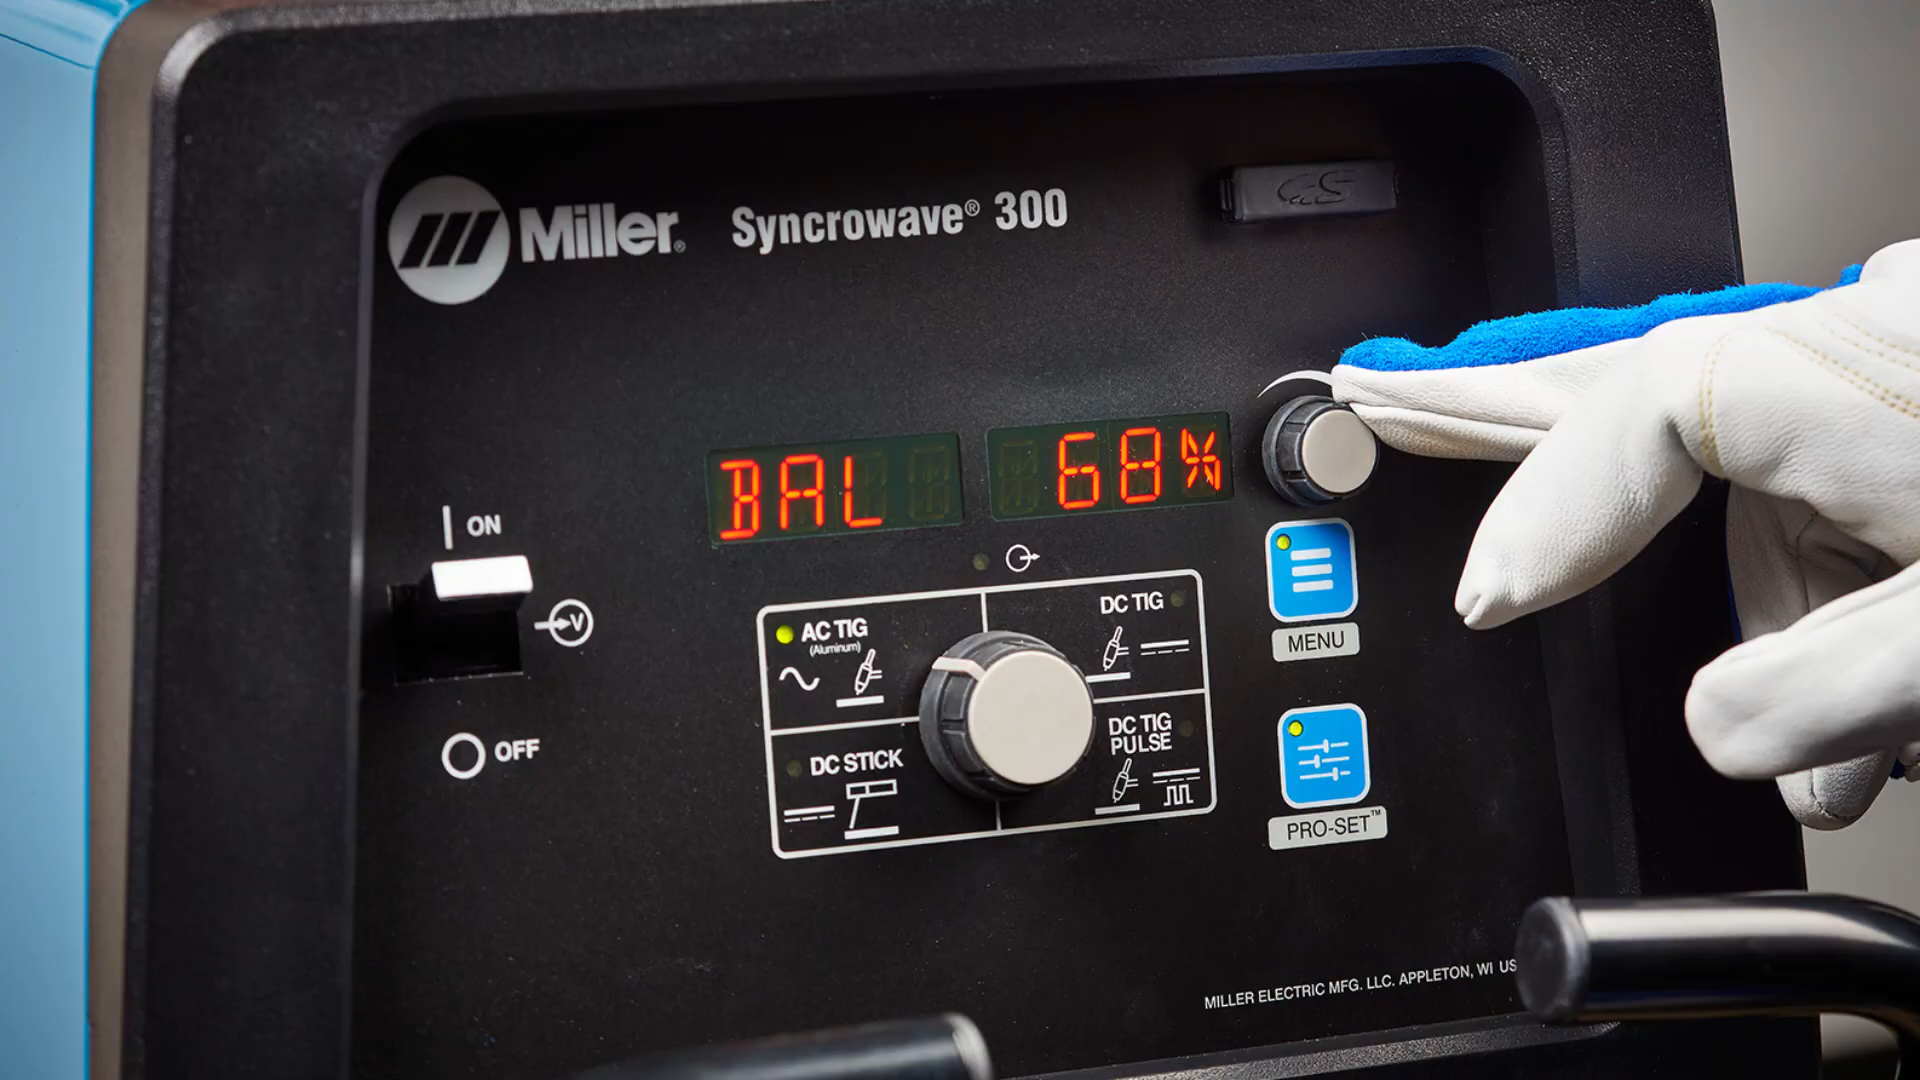 Miller® Syncrowave® 300
BAL 68%
ON
V
OFF
AC TIG
(Aluminum)
DC TIG
DC STICK
DC TIG
PULSE
MENU
PRO-SET™
MILLER ELECTRIC MFG. LLC. APPLETON, WI US